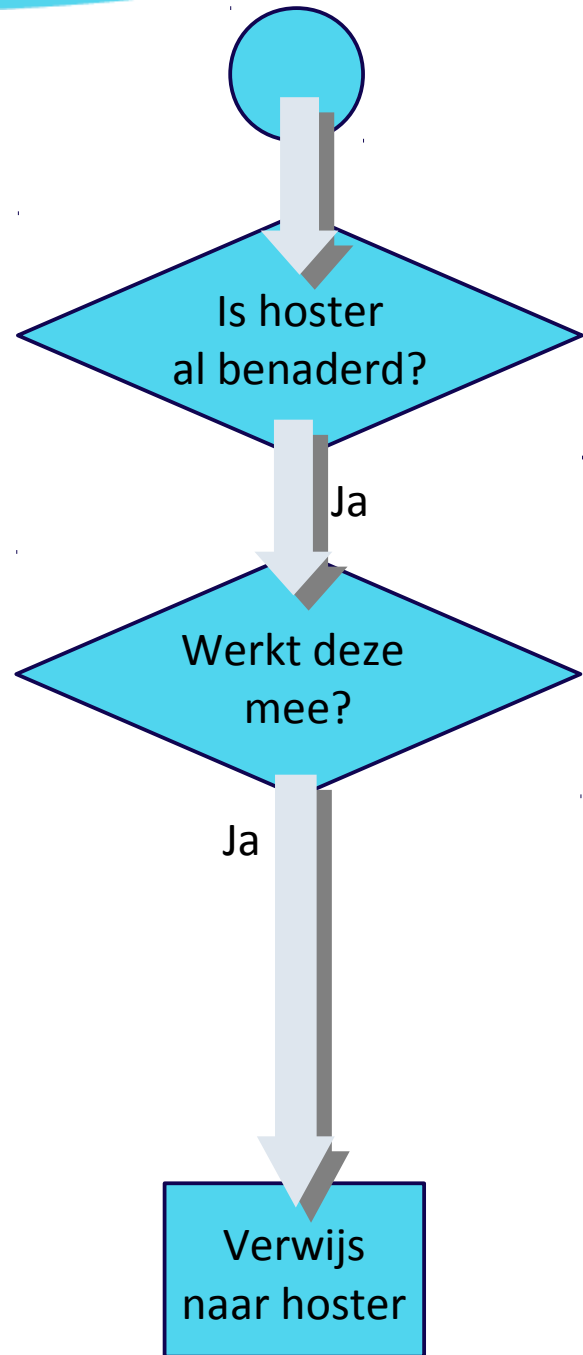 Is hoster
al benaderd?
Ja
Werkt deze
mee?
Ja
Verwijs
naar hoster